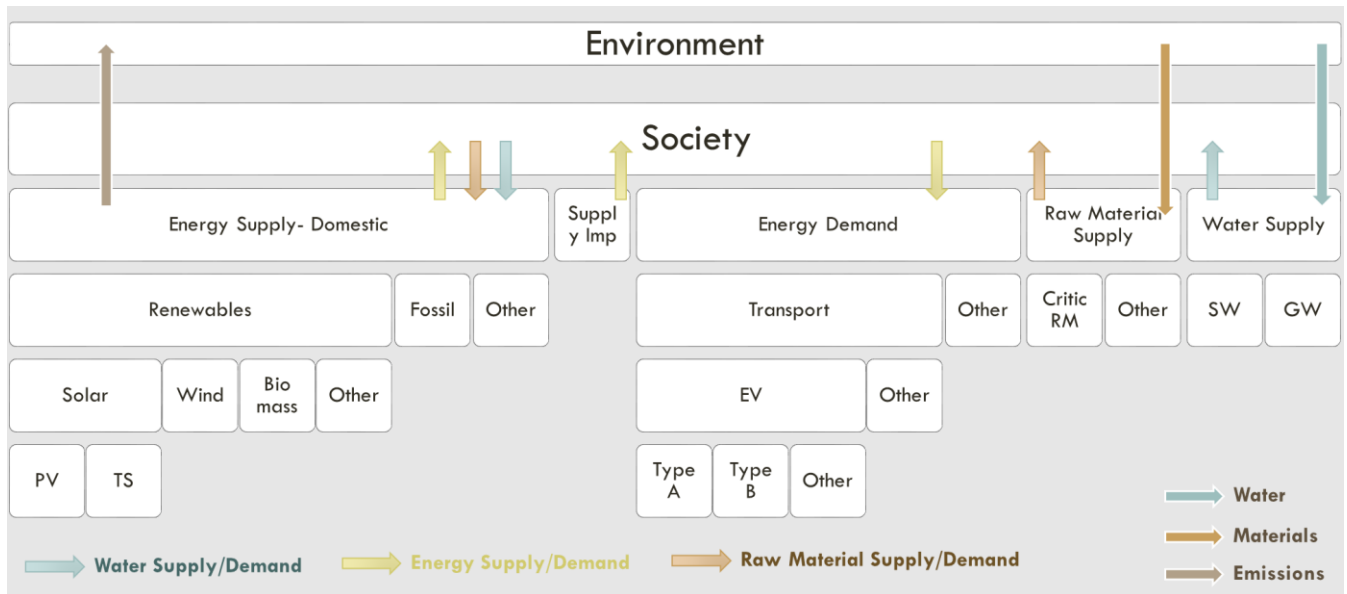 Environment
Society
Energy Supply- Domestic
Suppl
y Imp
Energy Demand
Raw Material
Supply
Water Supply
Renewables
Fossil
Other
Transport
Other
Critic
RM
Other
SW
GW
Solar
Wind
Bio
mass
Other
EV
Other
PV
TS
Type
A
Type
B
Other
Water
Materials
Emissions
Water Supply/Demand
Energy Supply/Demand
Raw Material Supply/Demand